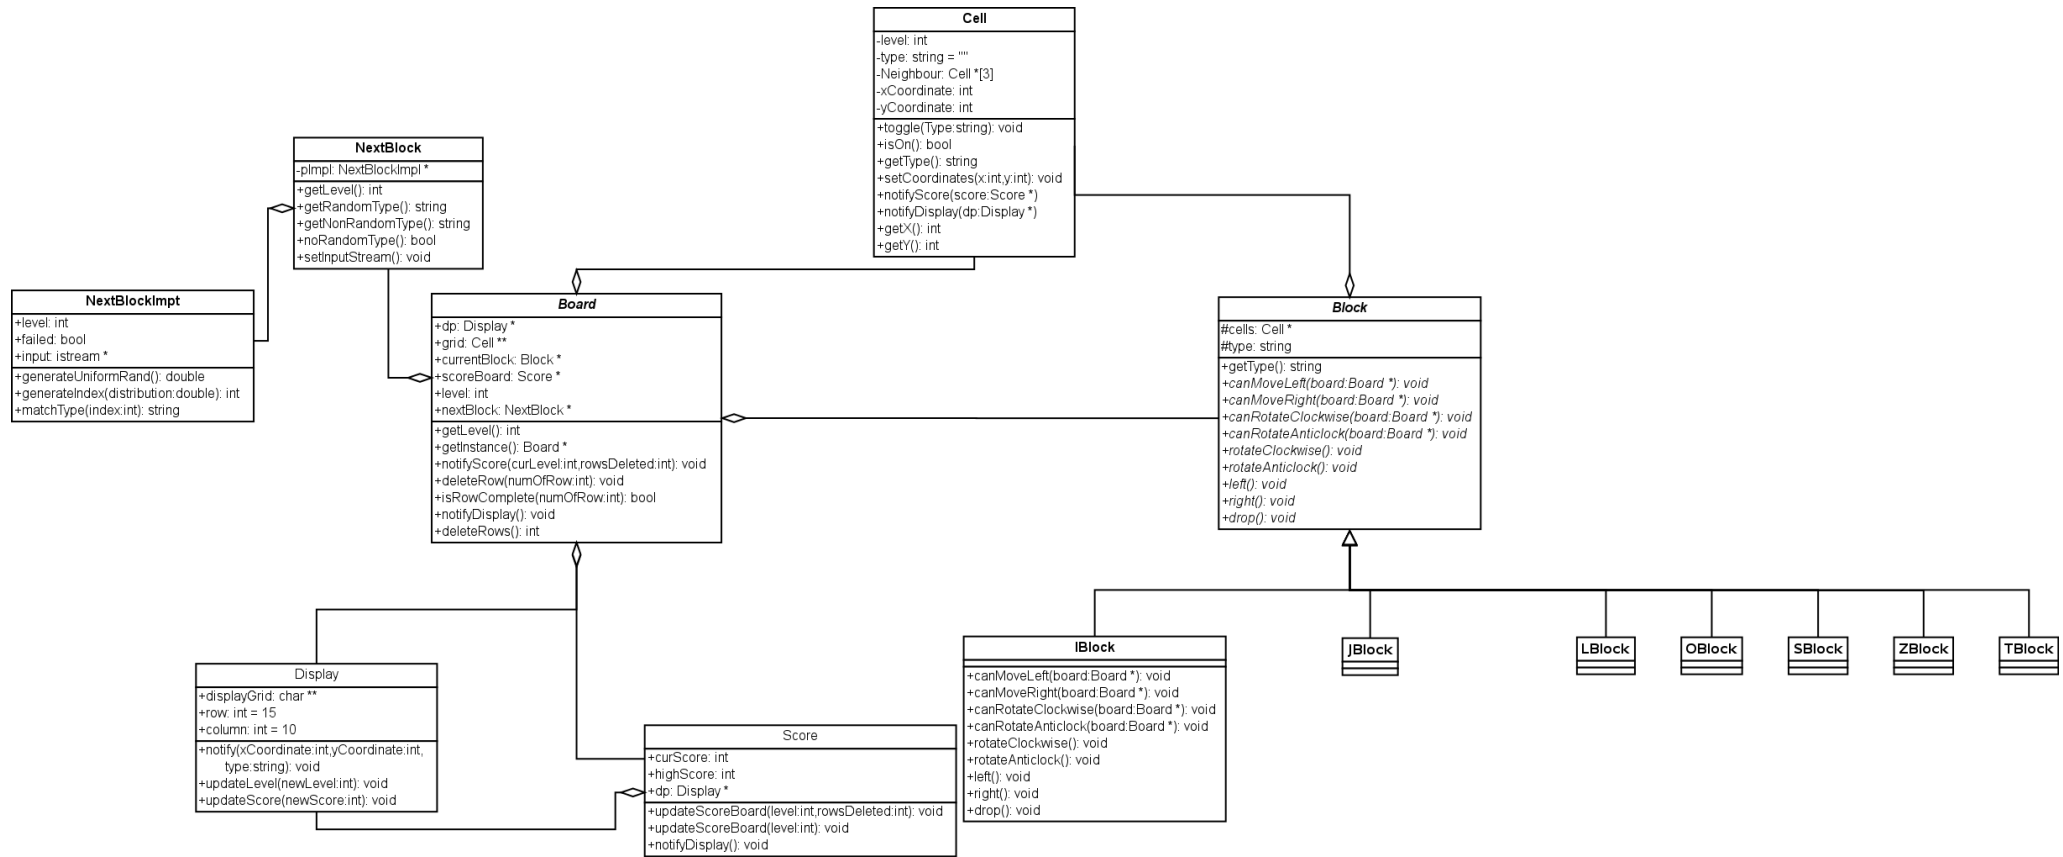 Cell
-level: int
-type: string = ""
-Neighbour: Cell *[3]
-xCoordinate: int
-yCoordinate: int
+toggle(Type:string): void
+isOn(): bool
+getType(): string
+setCoordinates(x:int,y:int): void
+notifyScore(score:Score *)
+notifyDisplay(dp:Display *)
+getX(): int
+getY(): int
NextBlock
-pImpl: NextBlockImpl *
+getLevel(): int
+getRandomType(): string
+getNonRandomType(): string
+noRandomType(): bool
+setInputStream(): void
NextBlockImpt
+level: int
+failed: bool
+input: istream *
+generateUniformRand(): double
+generateIndex(distribution:double): int
+matchType(index:int): string
Board
+dp: Display *
+grid: Cell **
+currentBlock: Block *
+scoreBoard: Score *
+level: int
+nextBlock: NextBlock *
+getLevel(): int
+getInstance(): Board *
+notifyScore(curLevel:int,rowsDeleted:int): void
+deleteRow(numOfRow:int): void
+isRowComplete(numOfRow:int): bool
+notifyDisplay(): void
+deleteRows(): int
Block
#cells: Cell *
#type: string
+getType(): string
+canMoveLeft(board:Board *): void
+canMoveRight(board:Board *): void
+canRotateClockwise(board:Board *): void
+canRotateAnticlock(board:Board *): void
+rotateClockwise(): void
+rotateAnticlock(): void
+left(): void
+right(): void
+drop(): void
Display
+displayGrid: char **
+row: int = 15
+column: int = 10
+notify(xCoordinate:int,yCoordinate:int,
type:string): void
+updateLevel(newLevel:int): void
+updateScore(newScore:int): void
Score
+curScore: int
+highScore: int
+dp: Display *
+updateScoreBoard(level:int,rowsDeleted:int): void
+updateScoreBoard(level:int): void
+notifyDisplay(): void
IBlock
+canMoveLeft(board:Board *): void
+canMoveRight(board:Board *): void
+canRotateClockwise(board:Board *): void
+canRotateAnticlock(board:Board *): void
+rotateClockwise(): void
+rotateAnticlock(): void
+left(): void
+right(): void
+drop(): void
JBlock
LBlock
OBlock
SBlock
ZBlock
TBlock